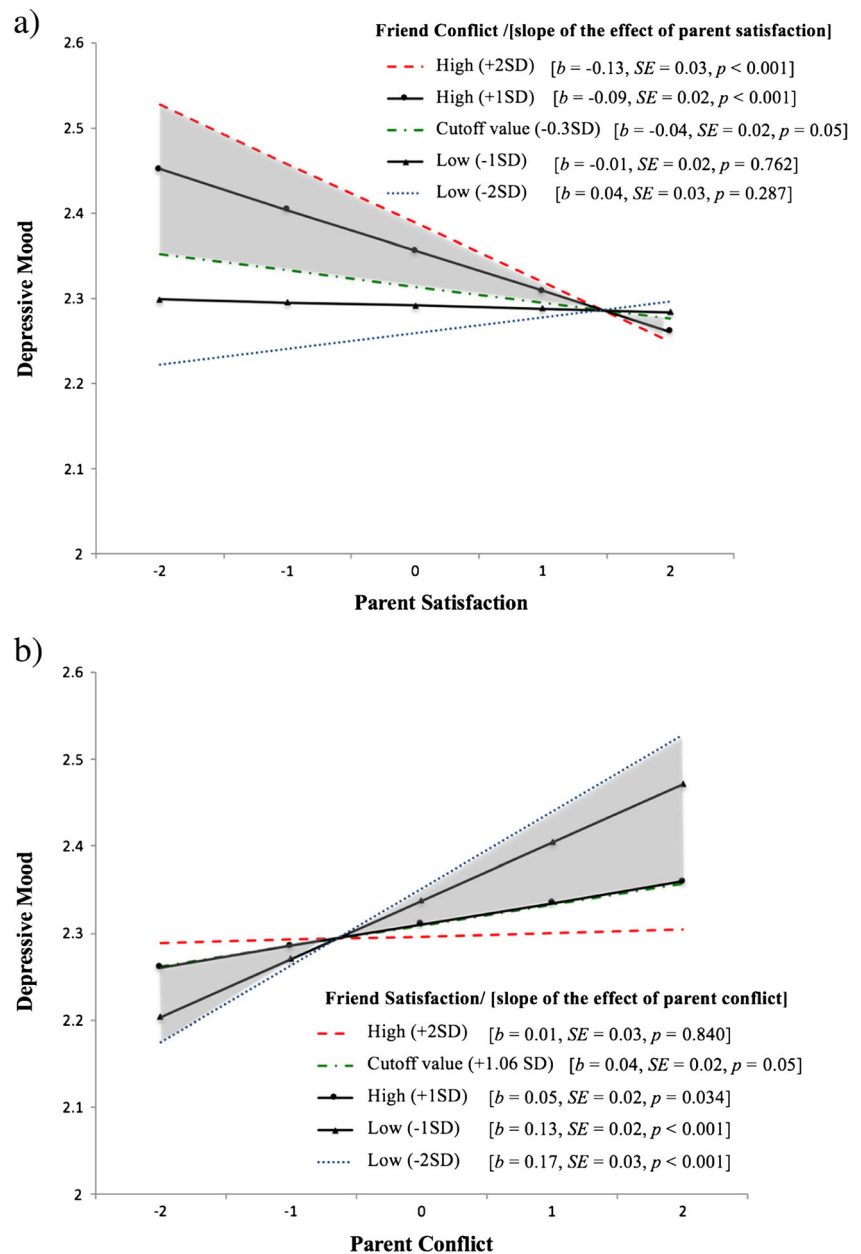 a)
Friend Conflict /[slope of the effect of parent satisfaction]
High (+2SD) [b = -0.13, SE = 0.03, p < 0.001]
High (+1SD) [b = -0.09, SE = 0.02, p < 0.001]
Cutoff value (-0.3SD) [b = -0.04, SE = 0.02, p = 0.05]
Low (-1SD) [b = -0.01, SE = 0.02, p = 0.762]
Low (-2SD) [b = 0.04, SE = 0.03, p = 0.287]
2.6
2.5
2.4
2.3
2.2
2.1
2
Depressive Mood
-2 -1 0 1 2
Parent Satisfaction
b)
2.6
2.5
2.4
2.3
2.2
2.1
2
Depressive Mood
Friend Satisfaction/ [slope of the effect of parent conflict]
High (+2SD) [b = 0.01, SE = 0.03, p = 0.840]
Cutoff value (+1.06 SD) [b = 0.04, SE = 0.02, p = 0.05]
High (+1SD) [b = 0.05, SE = 0.02, p = 0.034]
Low (-1SD) [b = 0.13, SE = 0.02, p < 0.001]
Low (-2SD) [b = 0.17, SE = 0.03, p < 0.001]
-2 -1 0 1 2
Parent Conflict